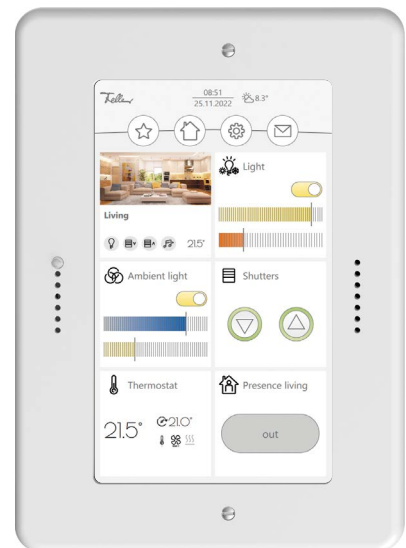 Feller
08:51
25.11.2022
8.3°
Living
21.5°
Light
Ambient light
Shutters
Thermostat
21.5°
21.0°
Presence living
out